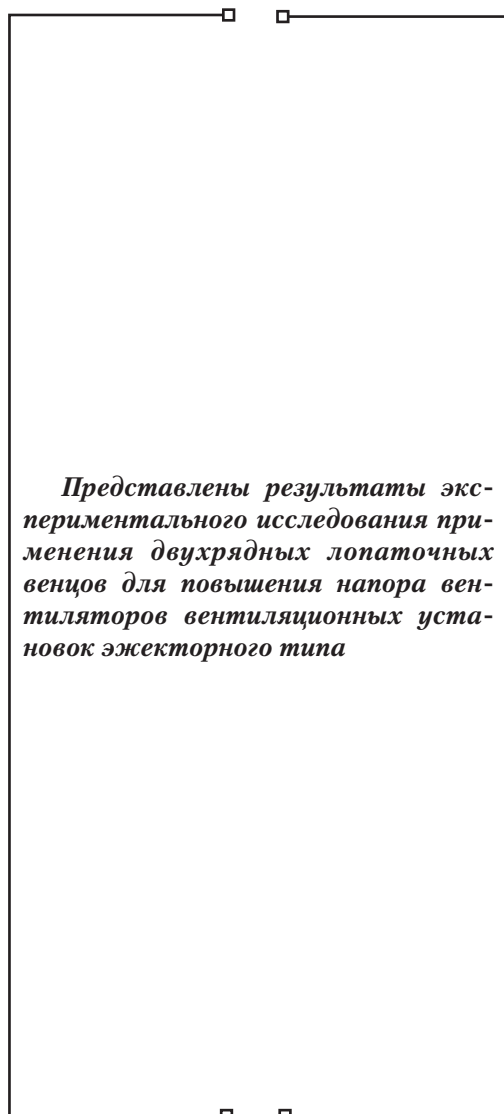 Представлены результаты экс-
периментального исследования при-
менения двухрядных лопаточных
венцов для повышения напора вен-
тиляторов вентиляционных уста-
новок эжекторного типа